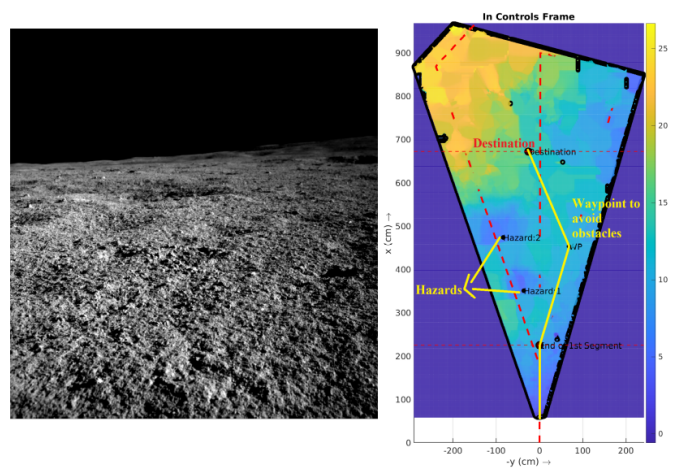 In Controls Frame
900
800
700
600
500
400
300
200
100
0
x (cm) →
-200
-100
0
100
200
-y (cm) →
25
20
15
10
5
0
Destination
Destination
Waypoint to
avoid
obstacles
WP
Hazard:2
Hazards
Hazard:1
End of 1st Segment